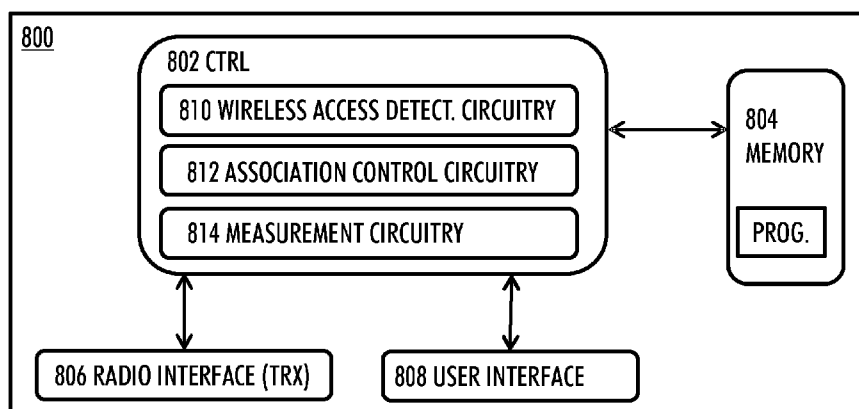 800
802 CTRL
810 WIRELESS ACCESS DETECT. CIRCUITRY
812 ASSOCIATION CONTROL CIRCUITRY
814 MEASUREMENT CIRCUITRY
804
MEMORY
PROG.
806 RADIO INTERFACE (TRX)
808 USER INTERFACE